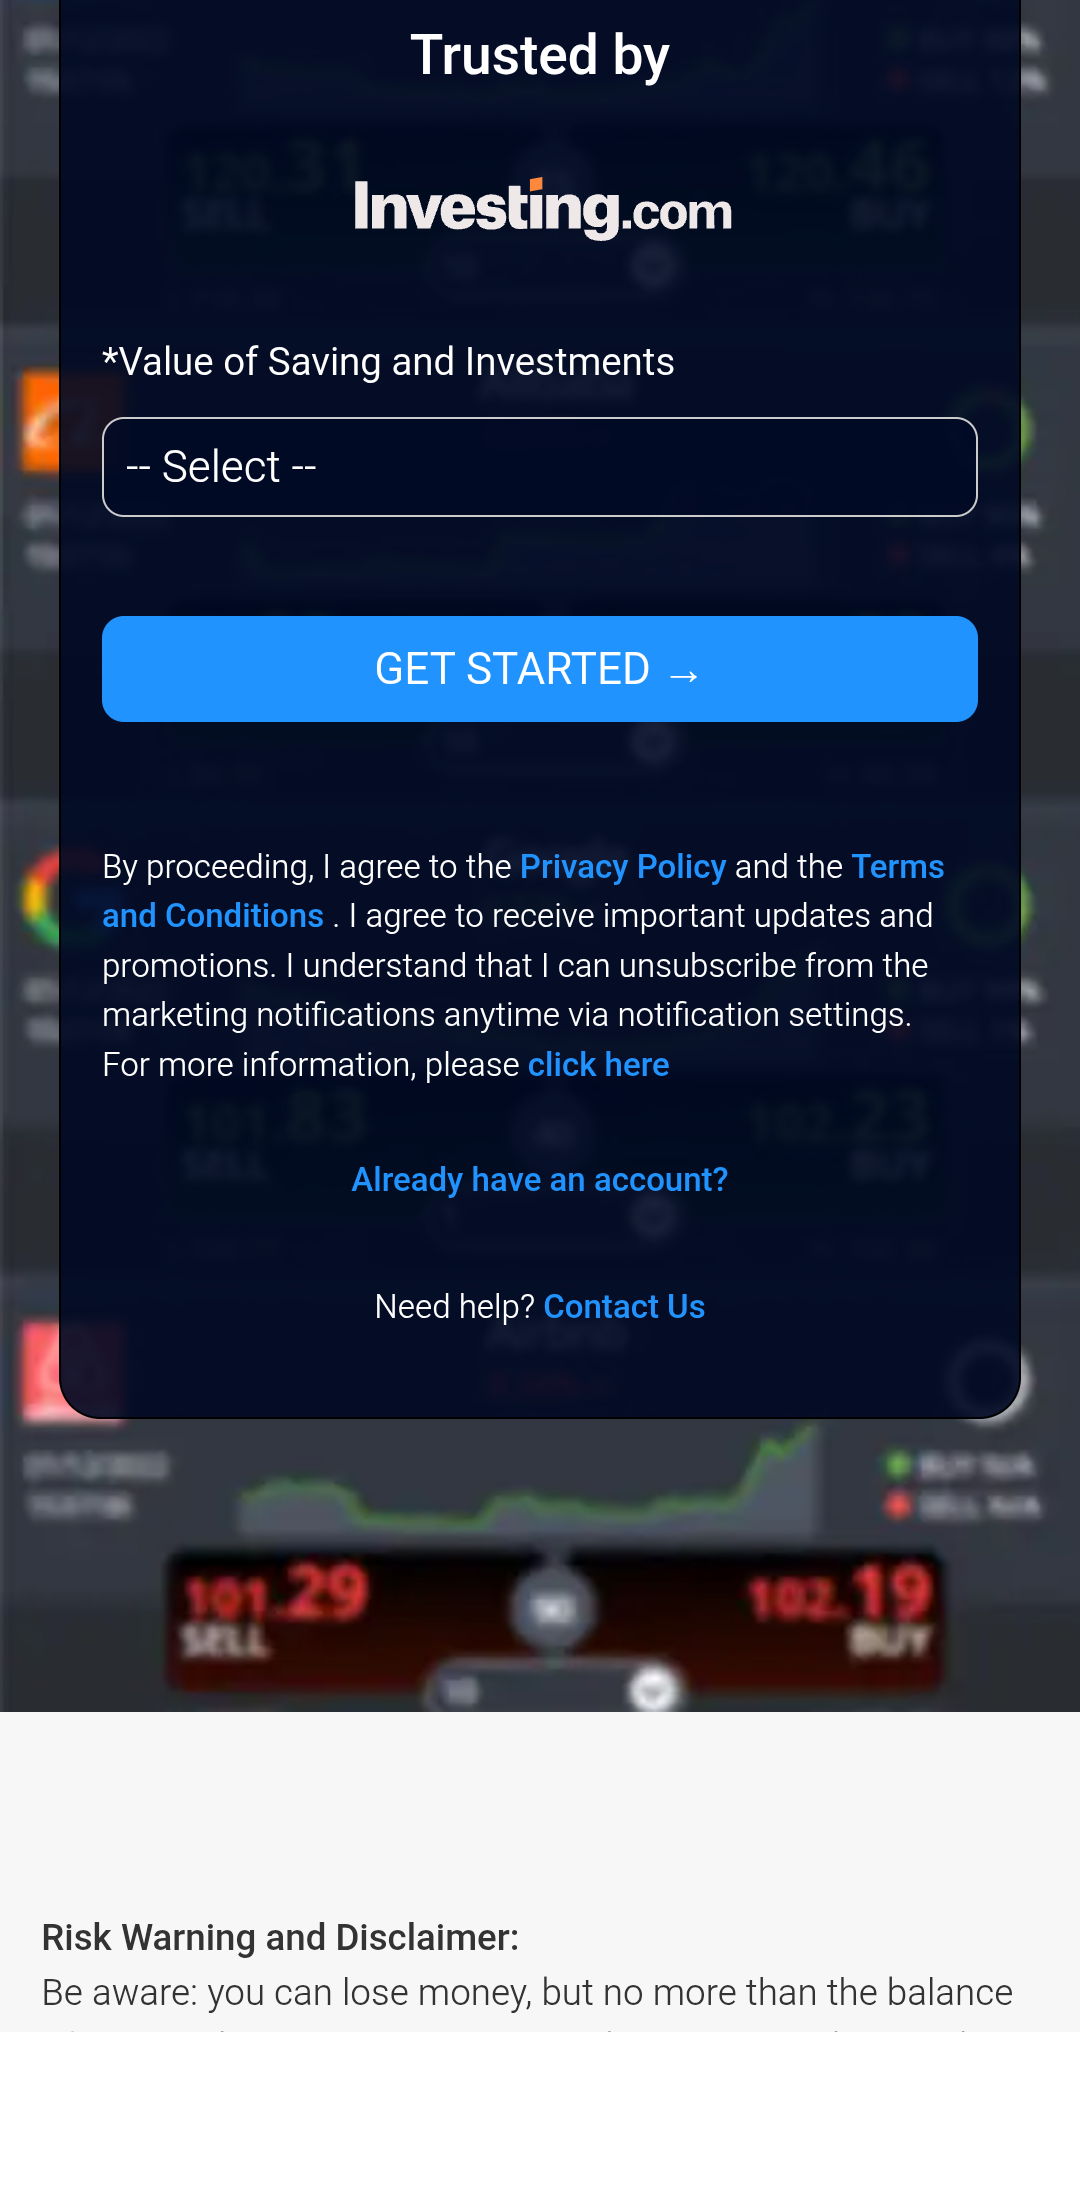 Trusted by
Investing.com
*Value of Saving and Investments
-- Select --
GET STARTED →
By proceeding, I agree to the Privacy Policy and the Terms
and Conditions . I agree to receive important updates and
promotions. I understand that I can unsubscribe from the
marketing notifications anytime via notification settings.
For more information, please click here
Already have an account?
Need help? Contact Us
BUY N/A
SELL N/A
101.29
90
102.19
SELL
BUY
10
Risk Warning and Disclaimer:
Be aware: you can lose money, but no more than the balance